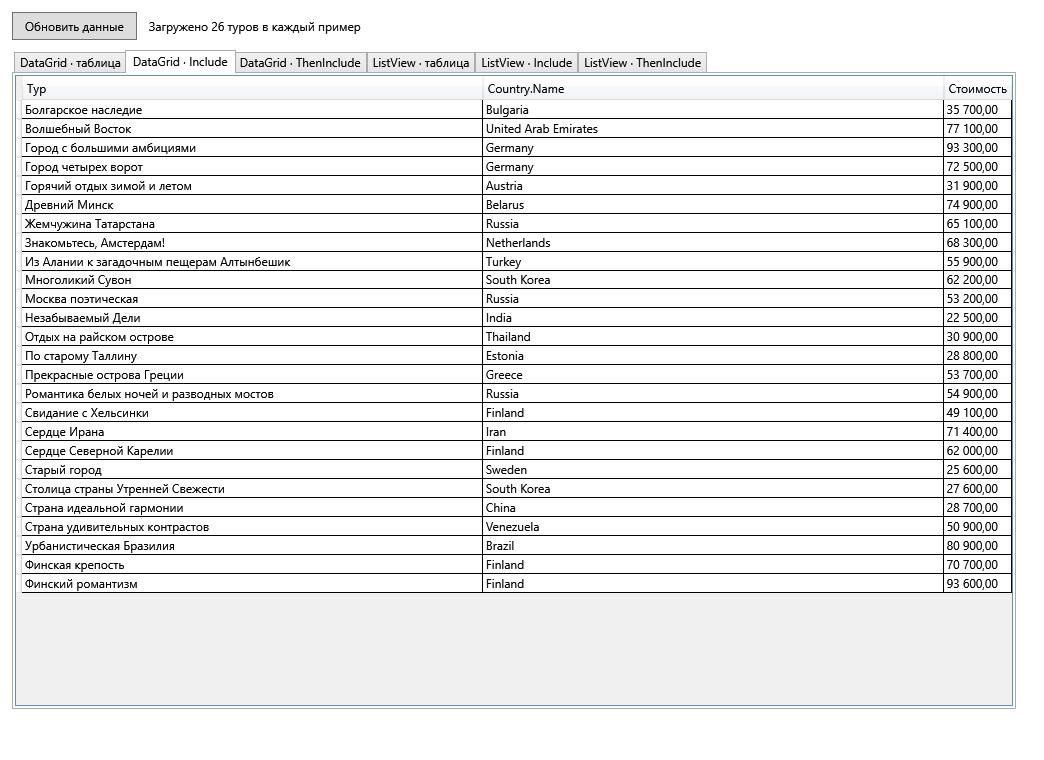 Обновить данные Загружено 26 туров в каждый пример
DataGrid · таблица DataGrid · Include DataGrid · ThenInclude ListView · таблица ListView · Include ListView · ThenInclude
Тур Country.Name Стоимость
Болгарское наследие Bulgaria 35 700,00
Волшебный Восток United Arab Emirates 77 100,00
Город с большими амбициями Germany 93 300,00
Город четырех ворот Germany 72 500,00
Горячий отдых зимой и летом Austria 31 900,00
Древний Минск Belarus 74 900,00
Жемчужина Татарстана Russia 65 100,00
Знакомьтесь, Амстердам! Netherlands 68 300,00
Из Алании к загадочным пещерам Алтынбешик Turkey 55 900,00
Многоликий Сувон South Korea 62 200,00
Москва поэтическая Russia 53 200,00
Незабываемый Дели India 22 500,00
Отдых на райском острове Thailand 30 900,00
По старому Таллину Estonia 28 800,00
Прекрасные острова Греции Greece 53 700,00
Романтика белых ночей и разводных мостов Russia 54 900,00
Свидание с Хельсинки Finland 49 100,00
Сердце Ирана Iran 71 400,00
Сердце Северной Карелии Finland 62 000,00
Старый город Sweden 25 600,00
Столица страны Утренней Свежести South Korea 27 600,00
Страна идеальной гармонии China 28 700,00
Страна удивительных контрастов Venezuela 50 900,00
Урбанистическая Бразилия Brazil 80 900,00
Финская крепость Finland 70 700,00
Финский романтизм Finland 93 600,00